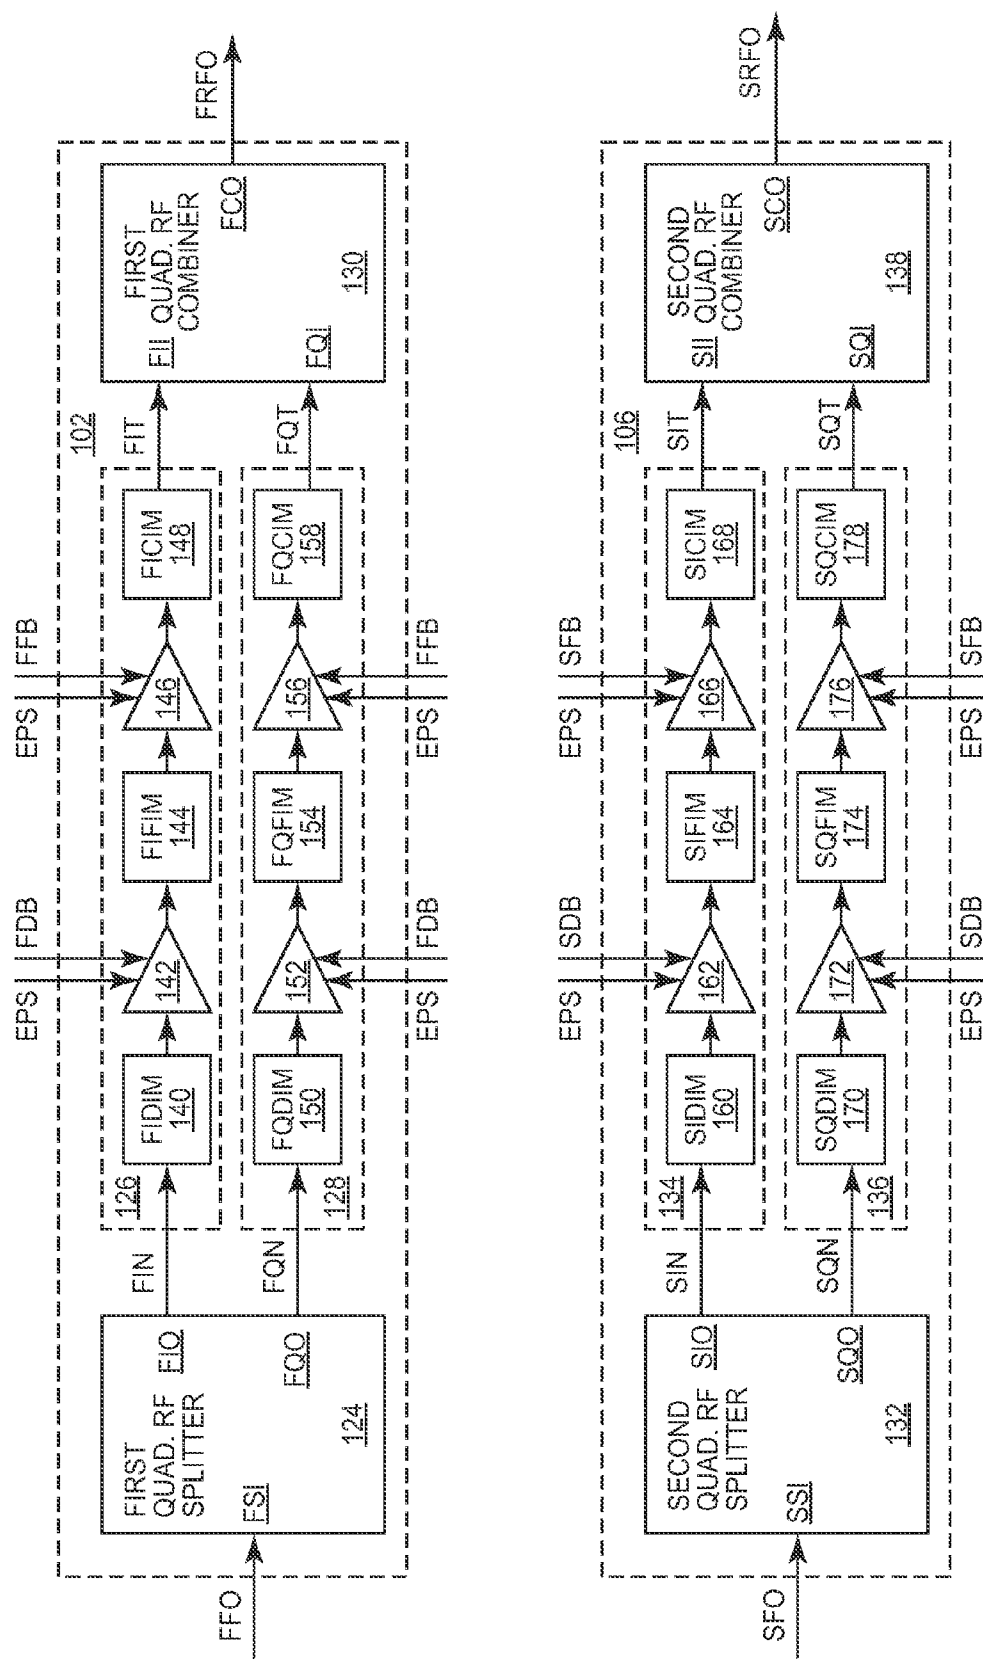 FFO
FIRST
QUAD. RF
SPLITTER
FSI
FIO
FQO
124
FIN
FQN
126
128
FIDIM
140
FQDIM
150
EPS
FDB
142
152
EPS
FDB
FIFIM
144
FQFIM
154
EPS
FFB
146
156
EPS
FFB
FICIM
148
FQCIM
158
102
FIT
FQT
FIRST
QUAD. RF
COMBINER
FII
FQI
FCO
130
FRFO
SFO
SECOND
QUAD. RF
SPLITTER
SSI
SIO
SQO
132
SIN
SQN
134
136
SIDIM
160
SQDIM
170
EPS
SDB
162
172
EPS
SDB
SIFIM
164
SQFIM
174
EPS
SFB
166
176
EPS
SFB
SICIM
168
SQCIM
178
106
SIT
SQT
SECOND
QUAD. RF
COMBINER
SII
SQI
SCO
138
SRFO